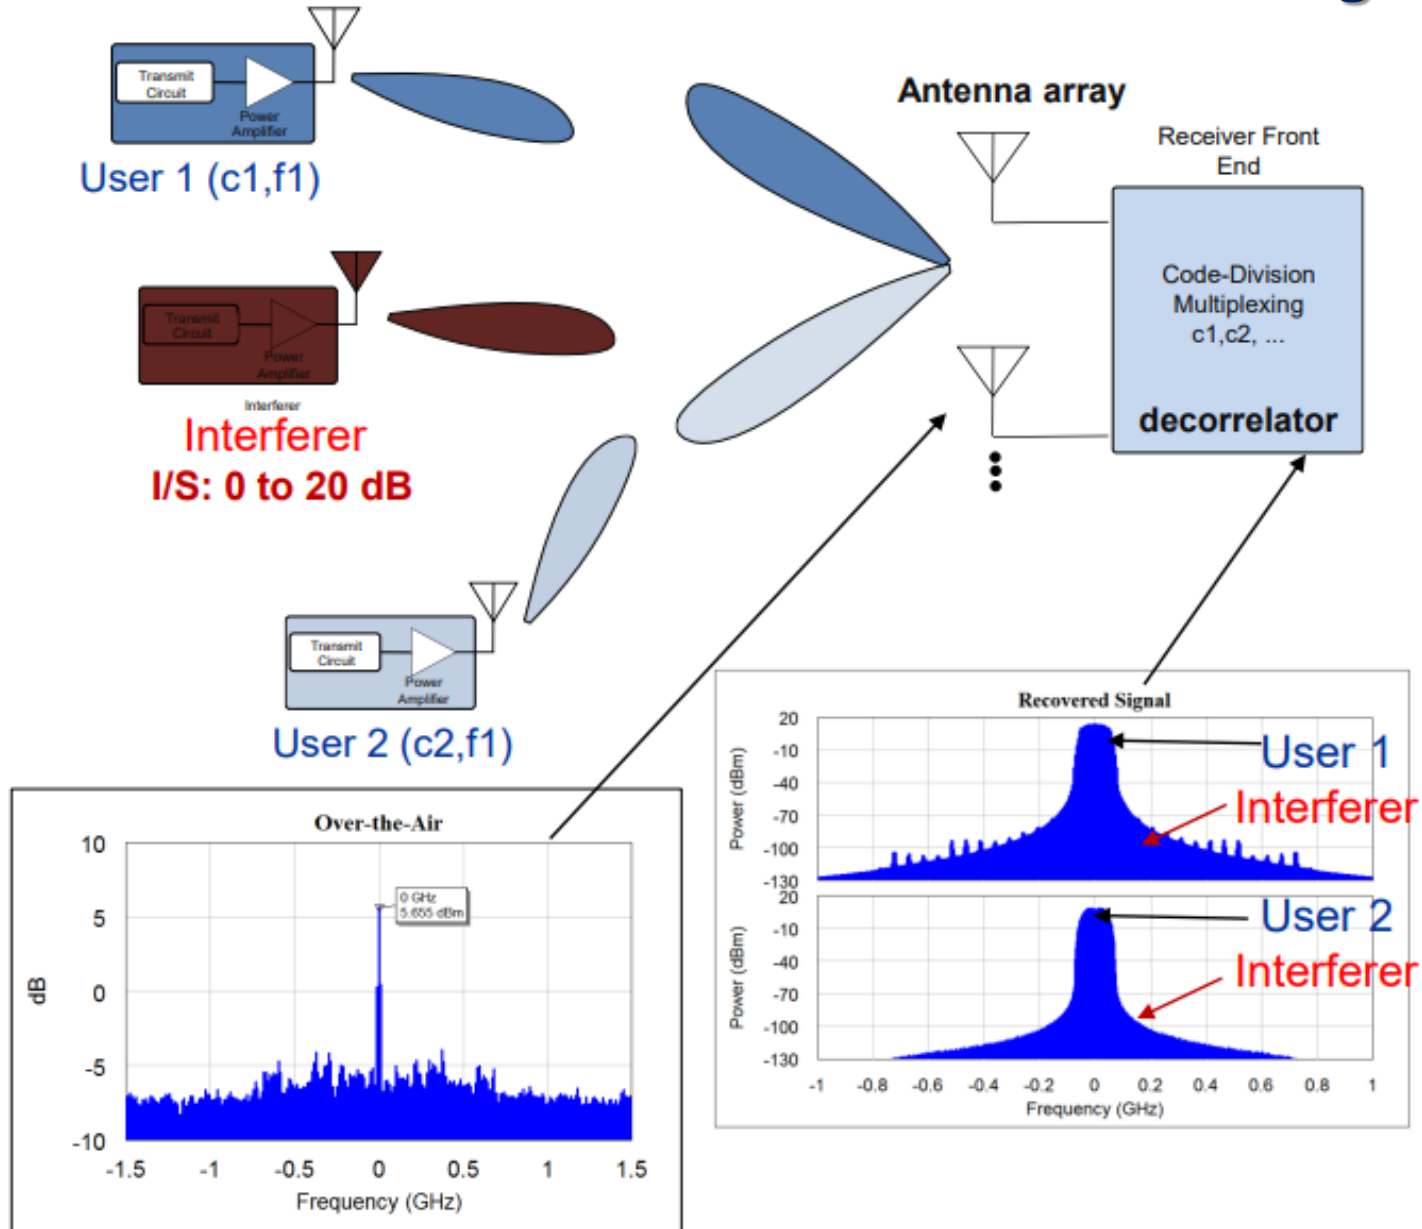 g
Transmit
Circuit
Power
Amplifier
User 1 (c1,f1)
Antenna array
Receiver Front
End
Code-Division
Multiplexing
c1,c2, ...
decorrelator
Transmit
Circuit
Power
Amplifier
Interferer
Interferer
I/S: 0 to 20 dB
Transmit
Circuit
Power
Amplifier
User 2 (c2,f1)
Over-the-Air
10
5
0
-5
-10
dB
0 GHz
5.655 dBm
-1.5 -1 -0.5 0 0.5 1 1.5
Frequency (GHz)
Recovered Signal
20
-10
-40
-70
-100
-130
Power (dBm)
User 1
Interferer
20
-10
-40
-70
-100
-130
Power (dBm)
User 2
Interferer
-1 -0.8 -0.6 -0.4 -0.2 0 0.2 0.4 0.6 0.8 1
Frequency (GHz)